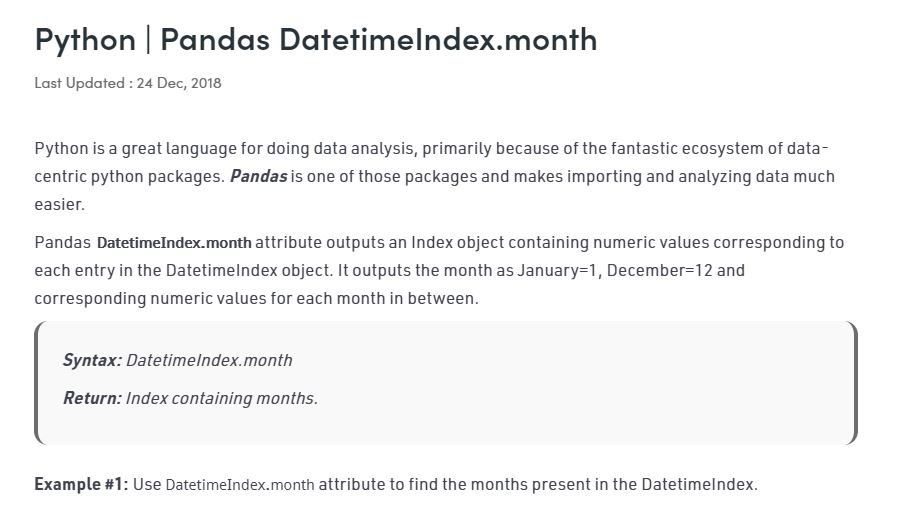 Python | Pandas DatetimeIndex.month
Last Updated : 24 Dec, 2018
Python is a great language for doing data analysis, primarily because of the fantastic ecosystem of data-
centric python packages. Pandas is one of those packages and makes importing and analyzing data much
easier.
Pandas DatetimeIndex.month attribute outputs an Index object containing numeric values corresponding to
each entry in the DatetimeIndex object. It outputs the month as January=1, December=12 and
corresponding numeric values for each month in between.
Syntax: DatetimeIndex.month
Return: Index containing months.
Example #1: Use DatetimeIndex.month attribute to find the months present in the DatetimeIndex.